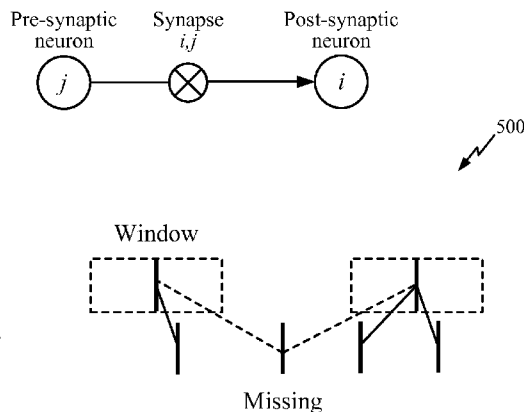 Pre-synaptic Synapse Post-synaptic
neuron i,j neuron
j i
500
Window
Missing